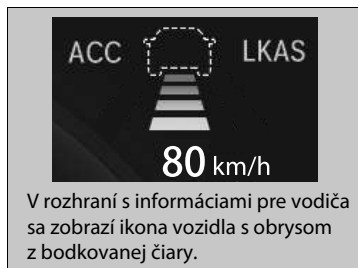 ACC LKAS
80 km/h
V rozhraní s informáciami pre vodiča
sa zobrazí ikona vozidla s obrysom
z bodkovanej čiary.